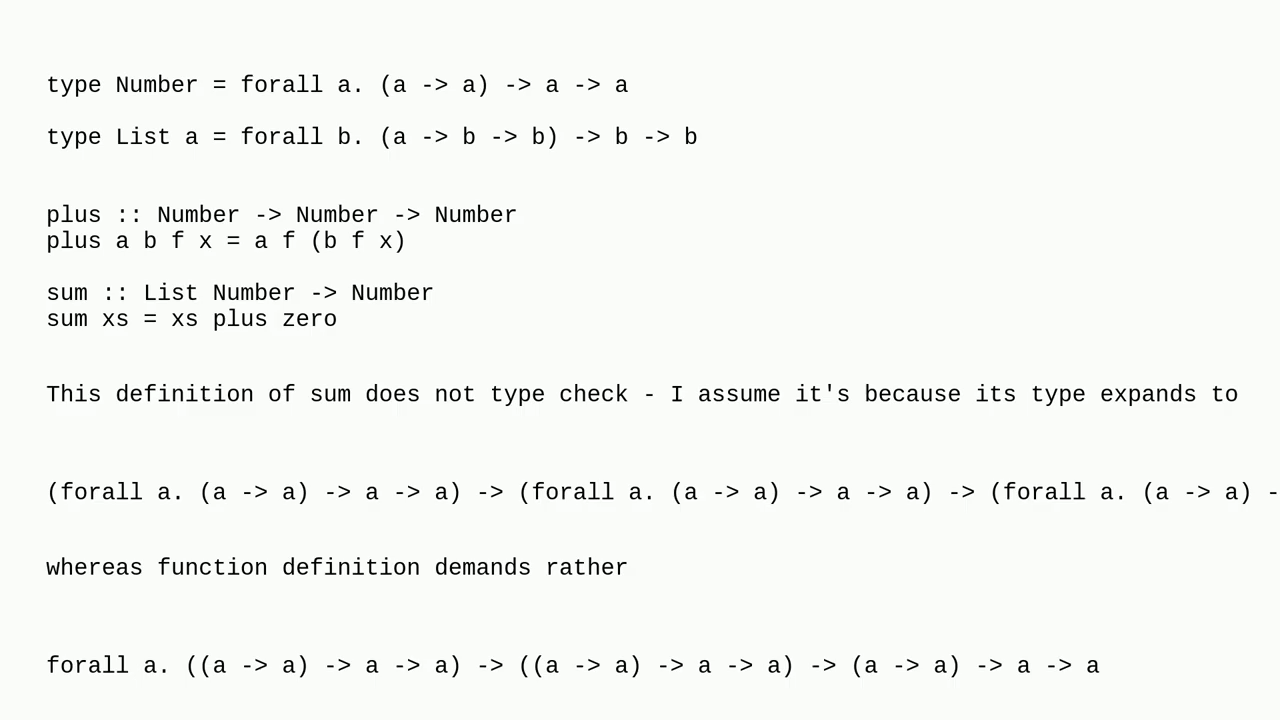 type Number = forall a. (a -> a) -> a -> a
type List a = forall b. (a -> b -> b) -> b -> b
plus :: Number -> Number -> Number
plus a b f x = a f (b f x)
sum :: List Number -> Number
sum xs = xs plus zero
This definition of sum does not type check - I assume it's because its type expands to
(forall a. (a -> a) -> a -> a) -> (forall a. (a -> a) -> a -> a) -> (forall a. (a -> a) -
whereas function definition demands rather
forall a. ((a -> a) -> a -> a) -> ((a -> a) -> a -> a) -> (a -> a) -> a -> a